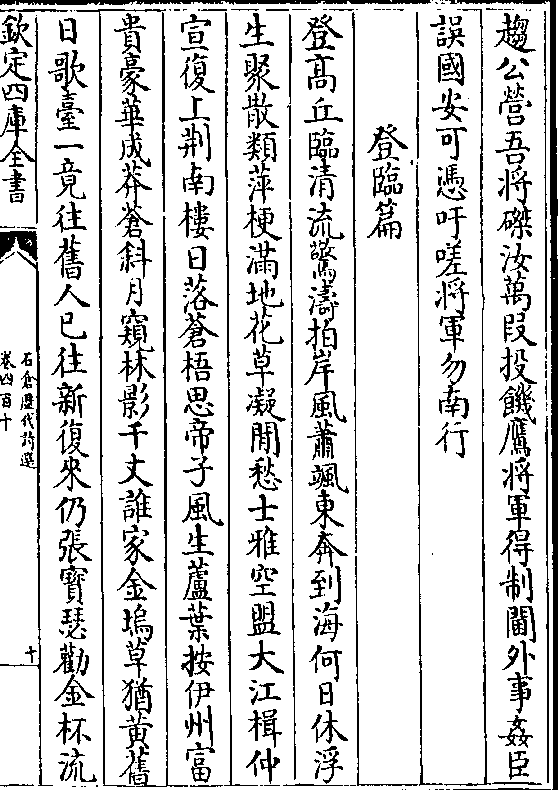 趨公營吾將磔汝萬段投饑鷹將軍得制閫外事姦臣
誤國安可憑吁嗟將軍勿南行
登臨篇
登高丘臨清流驚濤拍岸風蕭颯東奔到海何日休浮
生聚散類萍梗滿地花草凝閒愁士雅空盟大江楫仲
宣復上荆南樓日落蒼梧思帝子風生蘆葉按伊州富
貴豪華成莽蒼斜月窺林影千丈誰家金塢草猶黃舊
日歌臺一竟往舊人已往新復來仍張寶瑟勸金杯流
欽定四庫全書
石倉歷代詩選
卷四百十
十